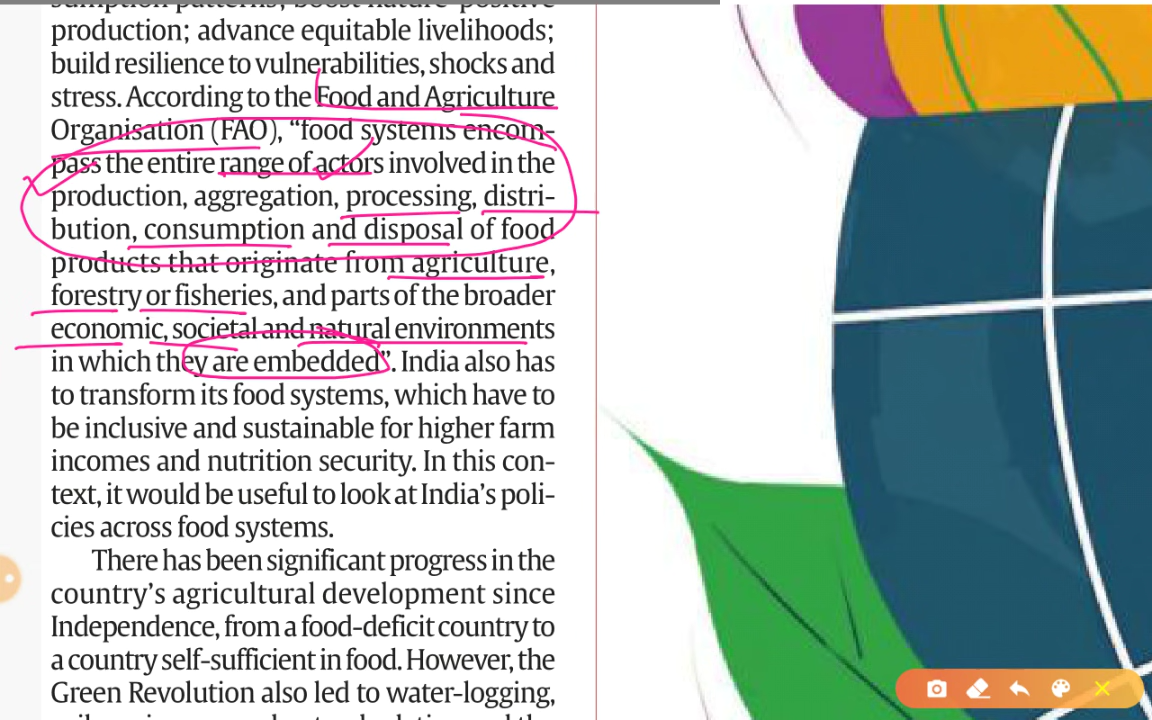 sumption patterns; boost nature-positive
production; advance equitable livelihoods;
build resilience to vulnerabilities, shocks and
stress. According to the Food and Agriculture
Organisation (FAO), “food systems encom-
pass the entire range of actors involved in the
production, aggregation, processing, distri-
bution, consumption and disposal of food
products that originate from agriculture,
forestry or fisheries, and parts of the broader
economic, societal and natural environments
in which they are embedded”. India also has
to transform its food systems, which have to
be inclusive and sustainable for higher farm
incomes and nutrition security. In this con-
text, it would be useful to look at India’s poli-
cies across food systems.
There has been significant progress in the
country’s agricultural development since
Independence, from a food-deficit country to
a country self-sufficient in food. However, the
Green Revolution also led to water-logging,